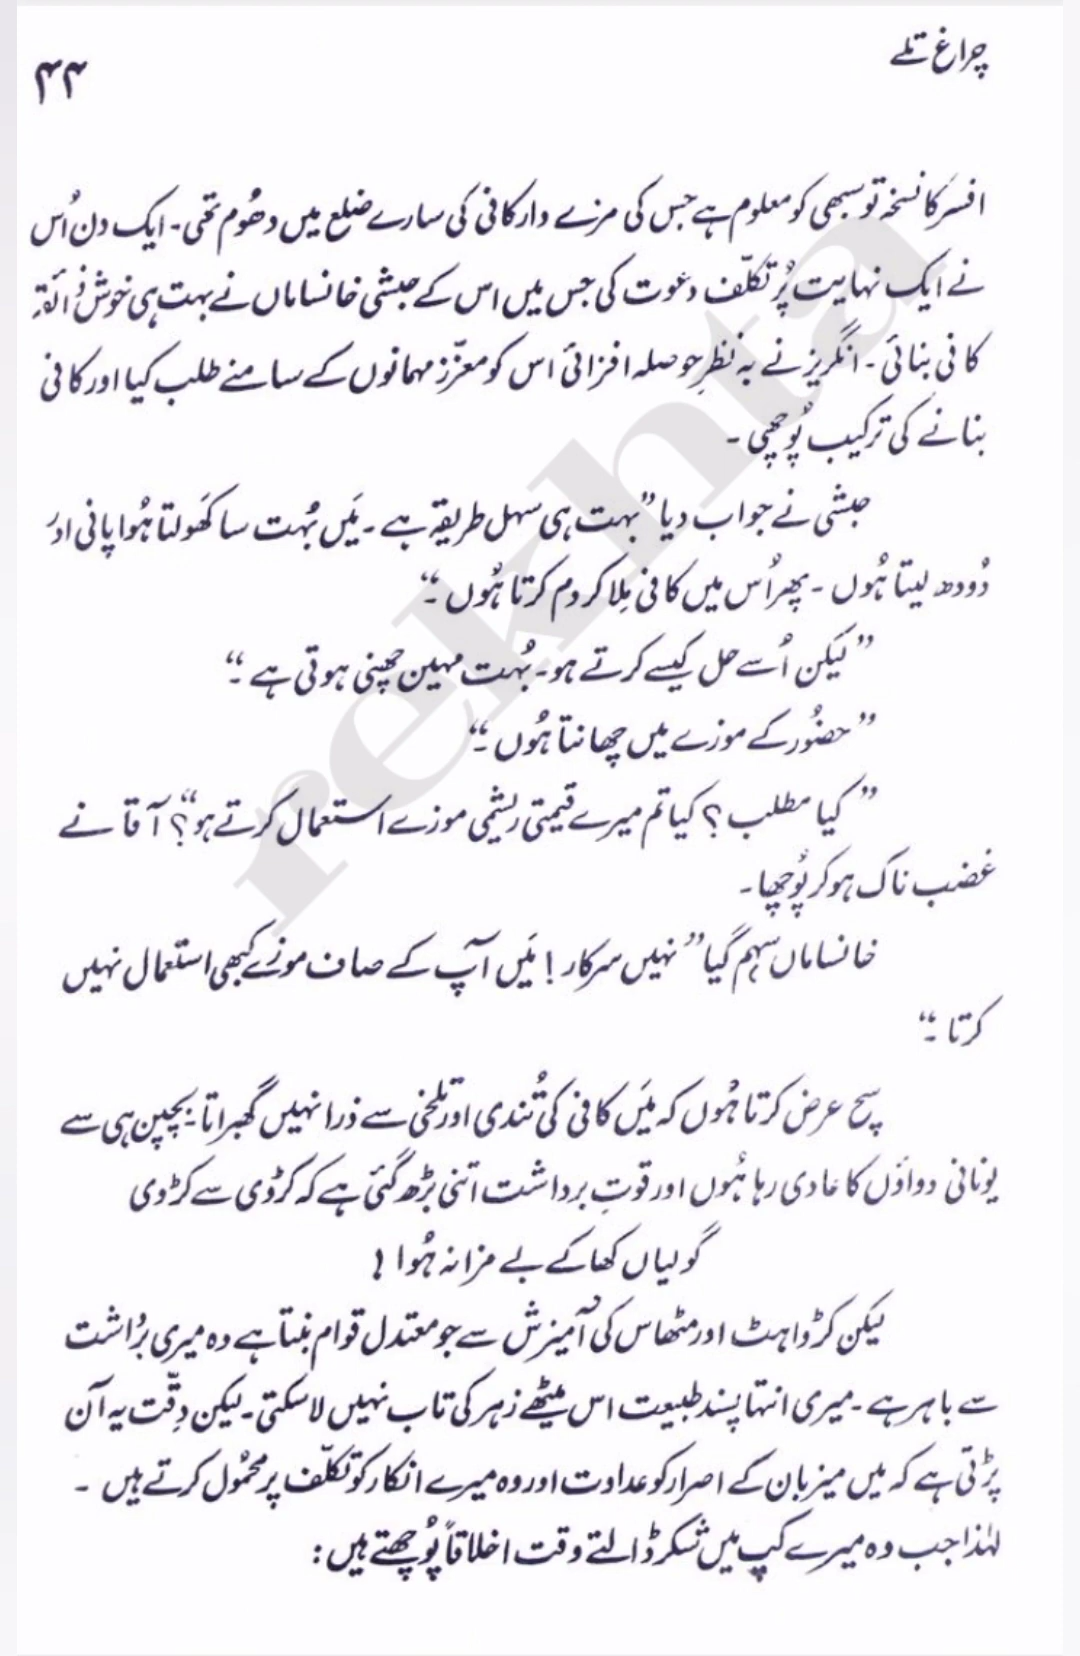 چراغ تلے
۴۴
افسر کا نسخہ تو سبھی کو معلوم ہے جس کی مزے دار کافی کی سارے ضلع میں دھُوم تھی۔ ایک دن اُس
نے ایک نہایت پُر تکلّف دعوت کی جس میں اس کے حبشی خانساماں نے بہت ہی خوش ذائقہ
کافی بنائی۔ انگریز نے بہ نظرِ حوصلہ افزائی اس کو معزّز مہمانوں کے سامنے طلب کیا اور کافی
بنانے کی ترکیب پُوچھی۔
حبشی نے جواب دیا ”بہت ہی سہل طریقہ ہے۔ مَیں بُہت سا کھَولتا ہُوا پانی اور
دُودھ لیتا ہُوں۔ پھر اُس میں کافی مِلا کر دم کرتا ہُوں۔“
”لیکن اُسے حل کیسے کرتے ہو۔ بُہت مہین چھنی ہوتی ہے۔“
”حضُور کے موزے میں چھانتا ہُوں۔“
”کیا مطلب؟ کیا تم میرے قیمتی ریشمی موزے استعمال کرتے ہو؟“ آقا نے
غضب ناک ہو کر پُوچھا۔
خانساماں سہم گیا ”نہیں سرکار! مَیں آپ کے صاف موزے کبھی استعمال نہیں
کرتا۔“
سچ عرض کرتا ہُوں کہ مَیں کافی کی تُندی اور تلخی سے ذرا نہیں گھبراتا۔ بچپن ہی سے
یُونانی دواؤں کا عادی رہا ہُوں اور قوتِ برداشت اتنی بڑھ گئی ہے کہ کڑوی سے کڑوی
گولیاں کھا کے بے مزا نہ ہُوا!
لیکن کڑواہٹ اور مٹھاس کی آمیزش سے جو معتدل قوام بنتا ہے وہ میری برداشت
سے باہر ہے۔ میری انتہا پسند طبیعت اس میٹھے زہر کی تاب نہیں لا سکتی۔ لیکن دِقّت یہ آن
پڑتی ہے کہ میں میزبان کے اصرار کو عداوت اور وہ میرے انکار کو تکلّف پر محمُول کرتے ہیں۔
لہٰذا جب وہ میرے کپ میں شکر ڈالتے وقت اخلاقاً پُوچھتے ہیں:
rekhta